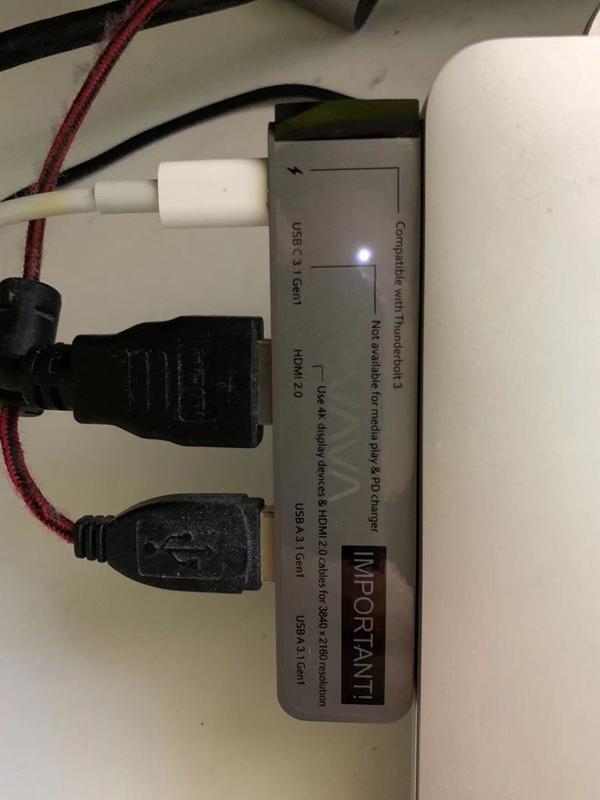 Compatible with Thunderbolt 3
Not available for media play & PD charger
Use 4K display devices & HDMI 2.0 cables for 3840 x 2160 resolution
IMPORTANT!
USB C 3.1 Gen1
HDMI 2.0
USB A 3.1 Gen1
USB A 3.1 Gen1
VAVA
HDMI